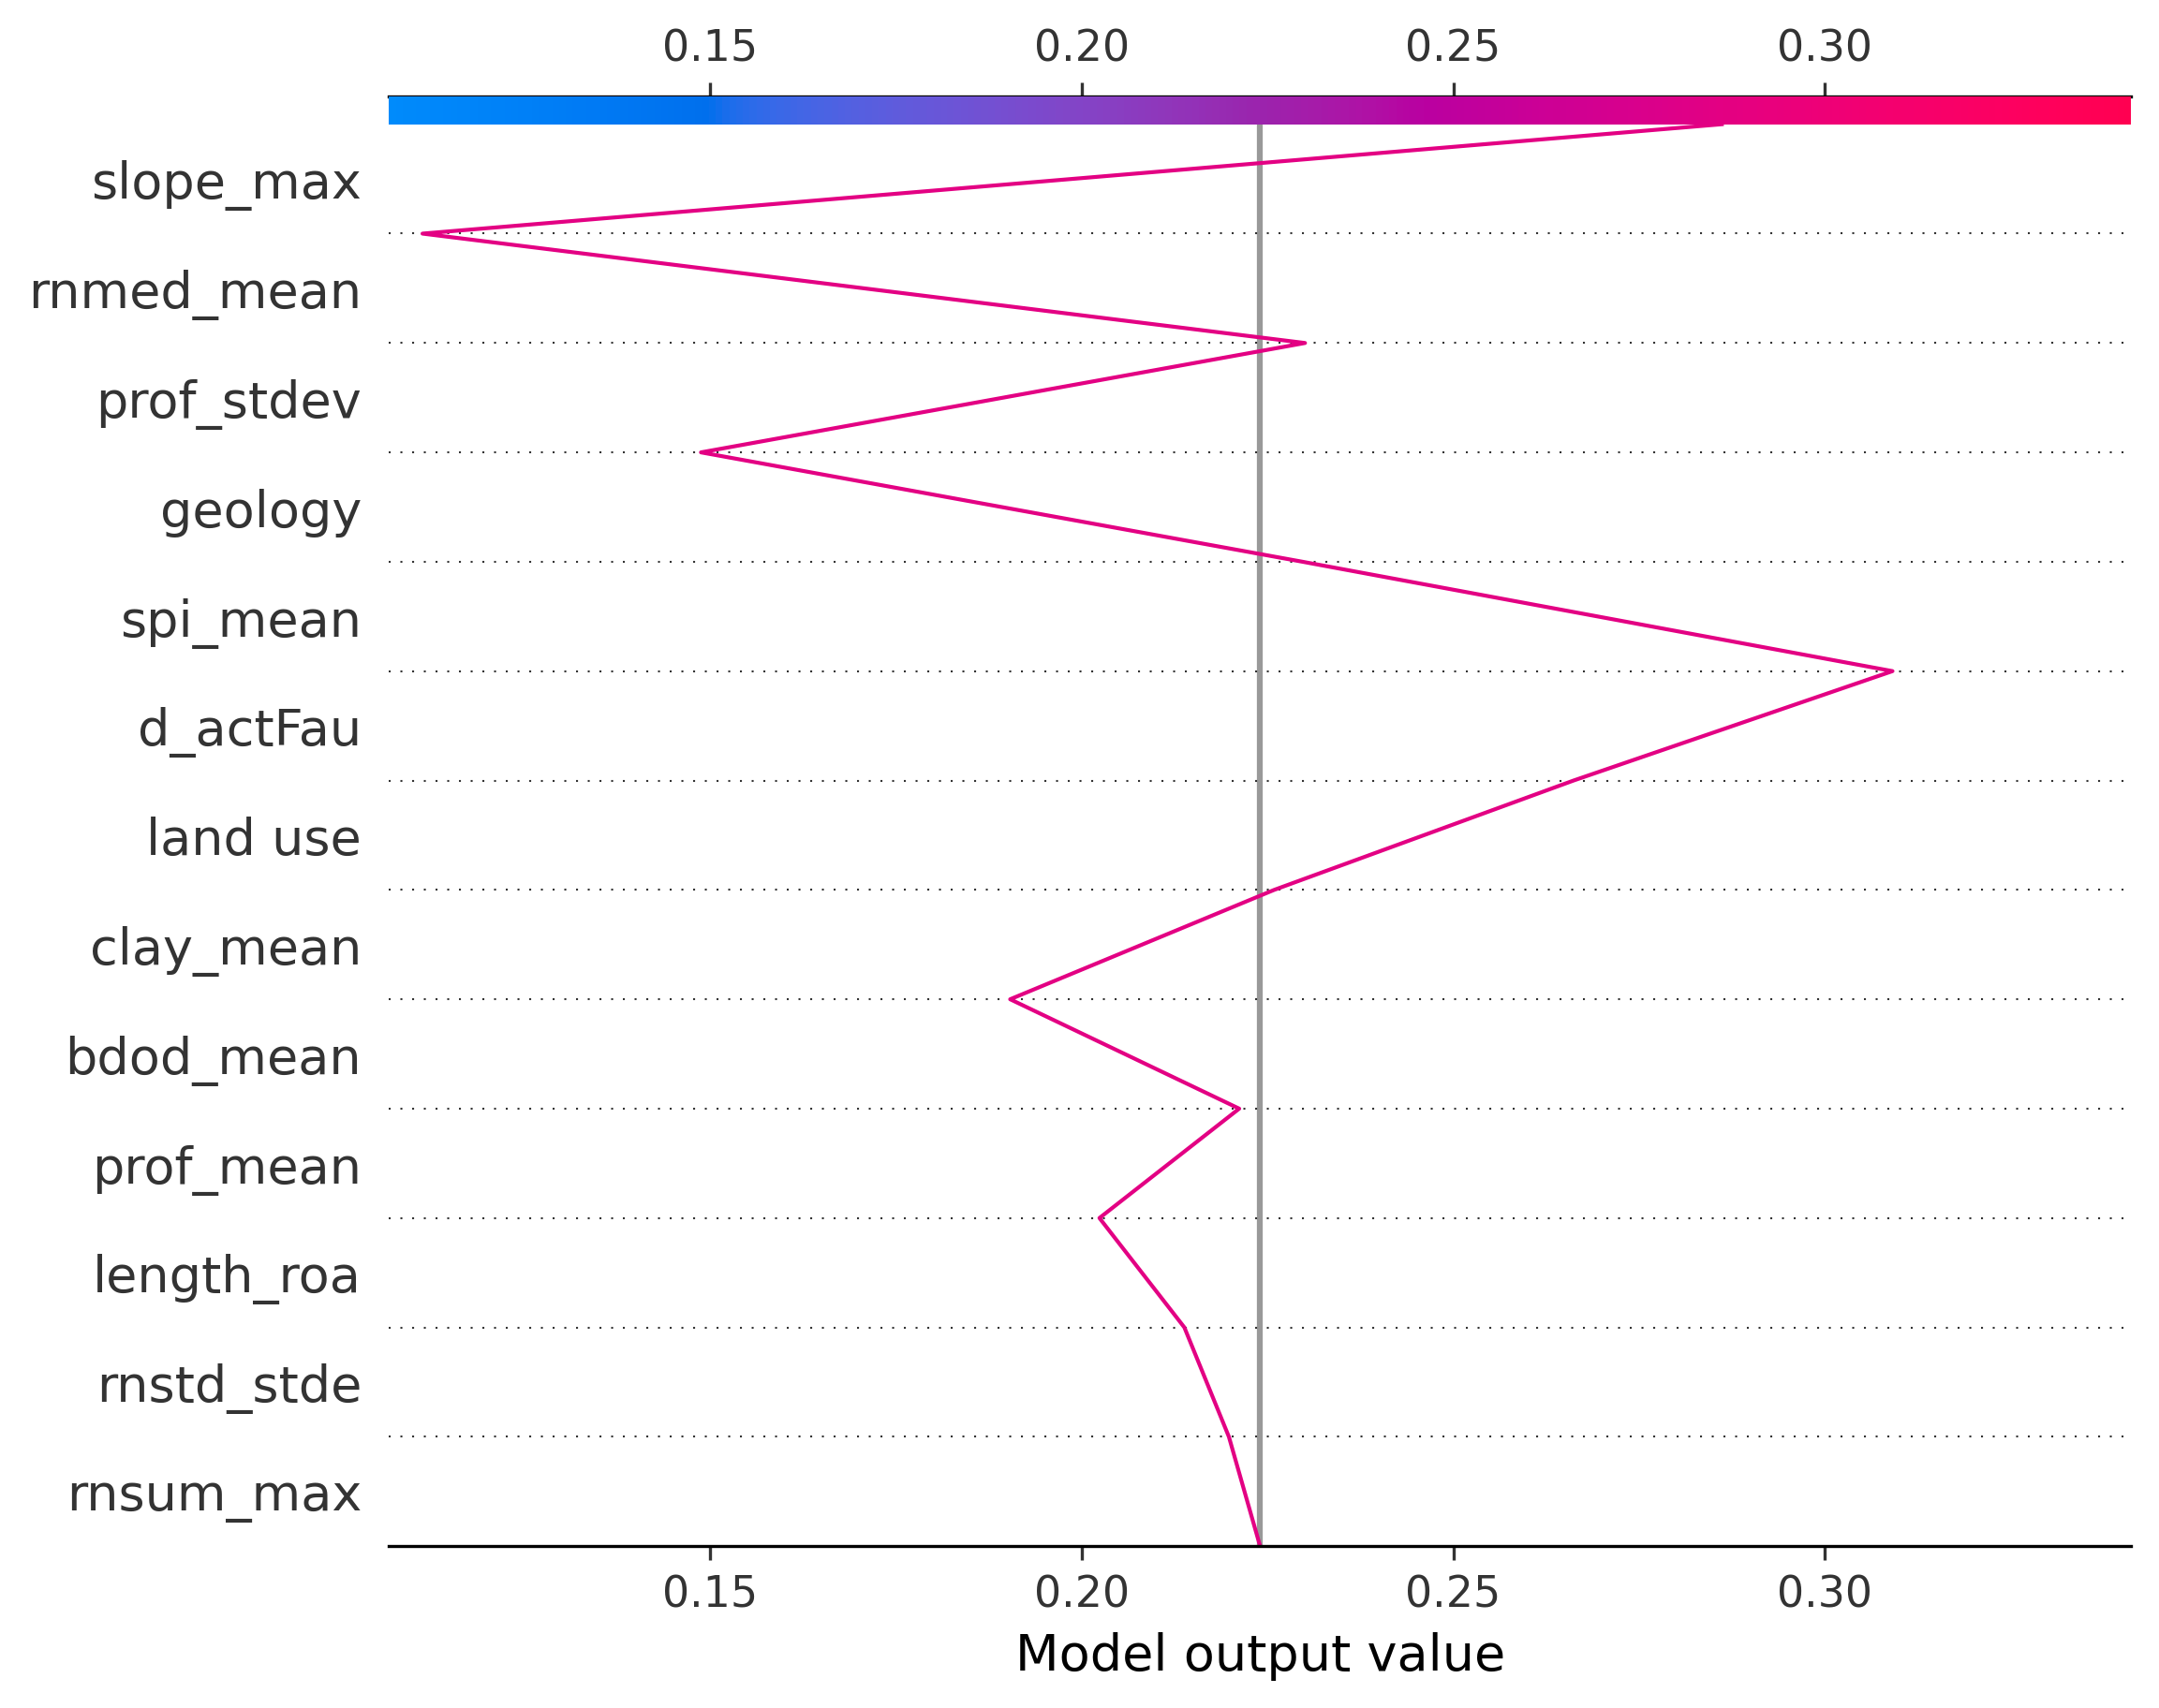 0.15 0.20 0.25 0.30
slope_max
rnmed_mean
prof_stdev
geology
spi_mean
d_actFau
land use
clay_mean
bdod_mean
prof_mean
length_roa
rnstd_stde
rnsum_max
0.15 0.20 0.25 0.30
Model output value